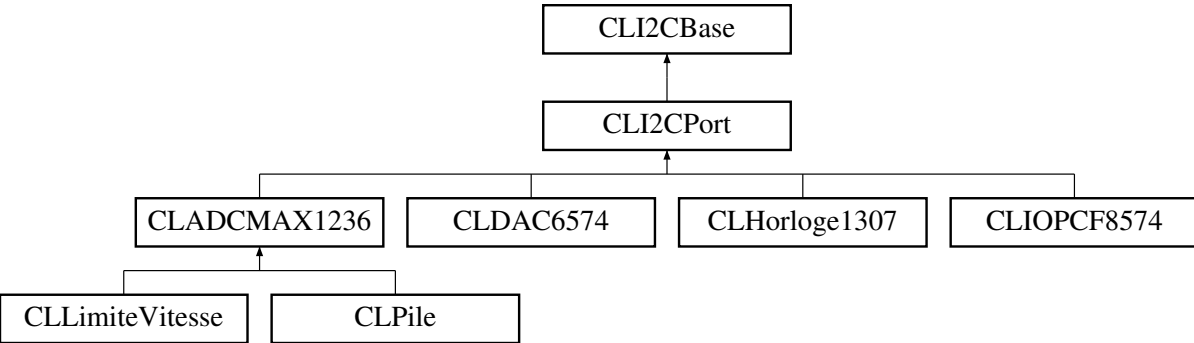 CLI2CBase
CLI2CPort
CLADCMAX1236
CLDAC6574
CLHorloge1307
CLIOPCF8574
CLLimiteVitesse
CLPile